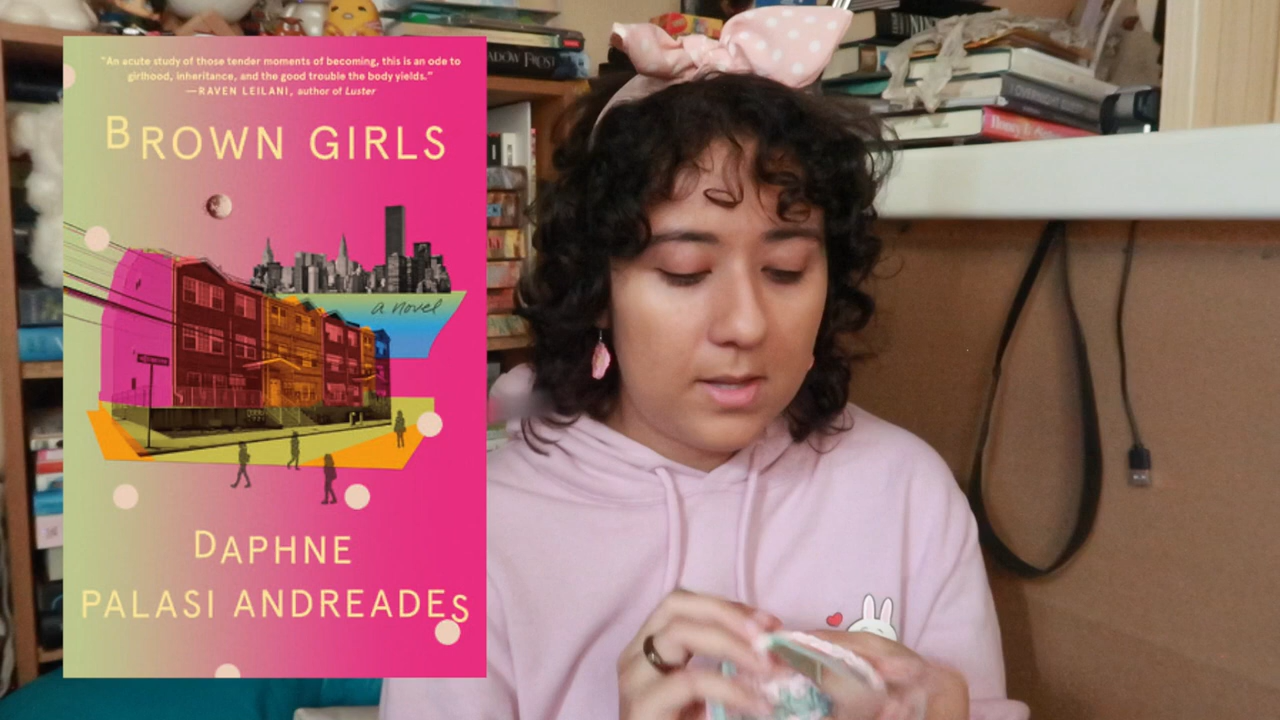 "An acute study of those tender moments of becoming, this is an ode to
girlhood, inheritance, and the good trouble the body yields."
—RAVEN LEILANI, author of Luster
BROWN GIRLS
a novel
DAPHNE
PALASI ANDREADES